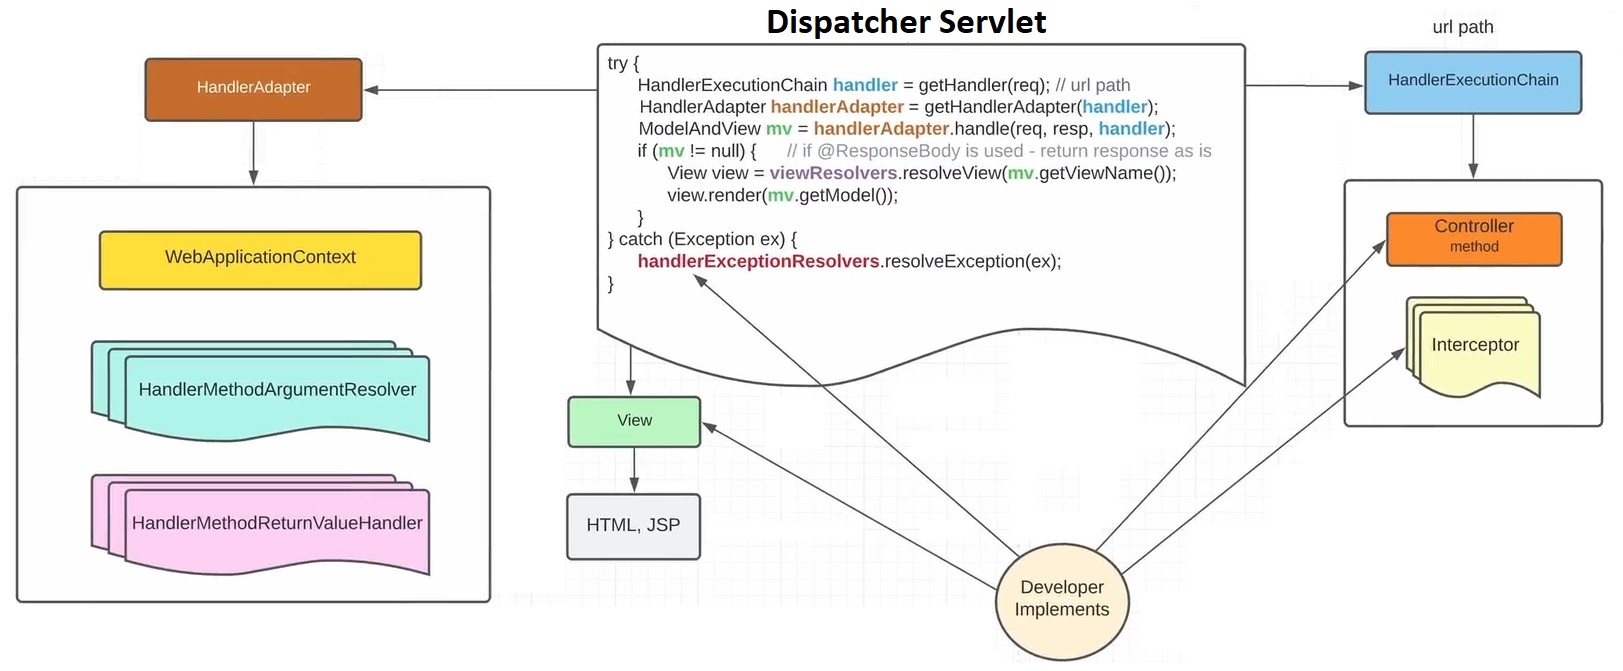 Dispatcher Servlet
url path
HandlerAdapter
HandlerExecutionChain
try {
HandlerExecutionChain handler = getHandler(req); // url path
HandlerAdapter handlerAdapter = getHandlerAdapter(handler);
ModelAndView mv = handlerAdapter.handle(req, resp, handler);
if (mv != null) { // if @ResponseBody is used - return response as is
View view = viewResolvers.resolveView(mv.getViewName());
view.render(mv.getModel());
}
} catch (Exception ex) {
handlerExceptionResolvers.resolveException(ex);
}
WebApplicationContext
HandlerMethodArgumentResolver
HandlerMethodReturnValueHandler
View
HTML, JSP
Controller
method
Interceptor
Developer
Implements